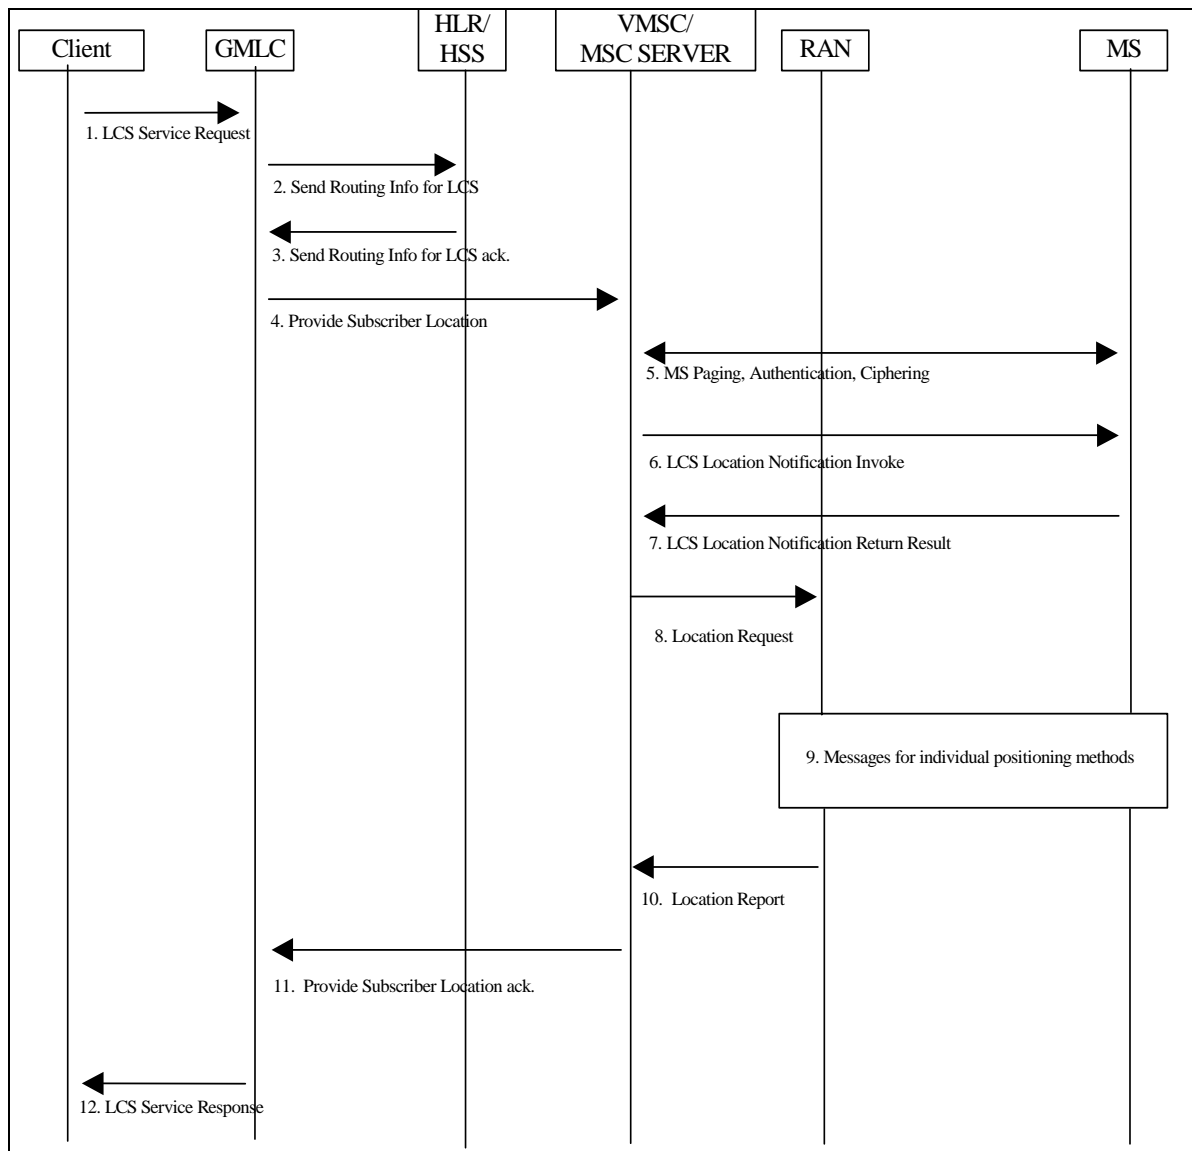 Client
GMLC
HLR/
HSS
VMSC/
MSC SERVER
RAN
MS
1. LCS Service Request
2. Send Routing Info for LCS
3. Send Routing Info for LCS ack.
4. Provide Subscriber Location
5. MS Paging, Authentication, Ciphering
6. LCS Location Notification Invoke
7. LCS Location Notification Return Result
8. Location Request
9. Messages for individual positioning methods
10. Location Report
11. Provide Subscriber Location ack.
12. LCS Service Response